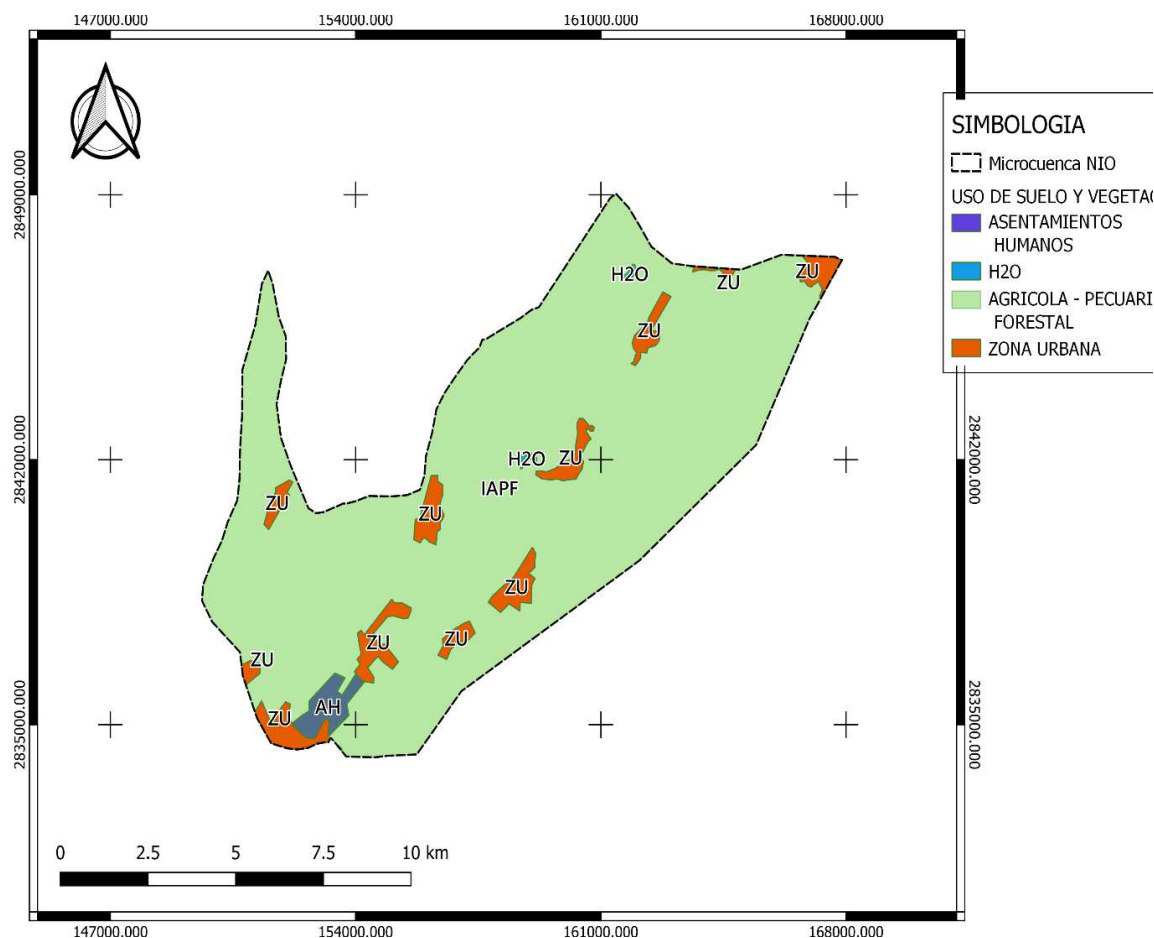 147000.000 154000.000 161000.000 168000.000
2849000.000
2842000.000
2835000.000
SIMBOLOGIA
Microcuenca NIO
USO DE SUELO Y VEGETAC
ASENTAMIENTOS
HUMANOS
H2O
AGRICOLA - PECUARI
FORESTAL
ZONA URBANA
H2O
ZU
ZU
ZU
H2O
ZU
IAPF
ZU
ZU
ZU
ZU
ZU
ZU
ZU
AH
2842000.000
2835000.000
0 2.5 5 7.5 10 km
147000.000 154000.000 161000.000 168000.000